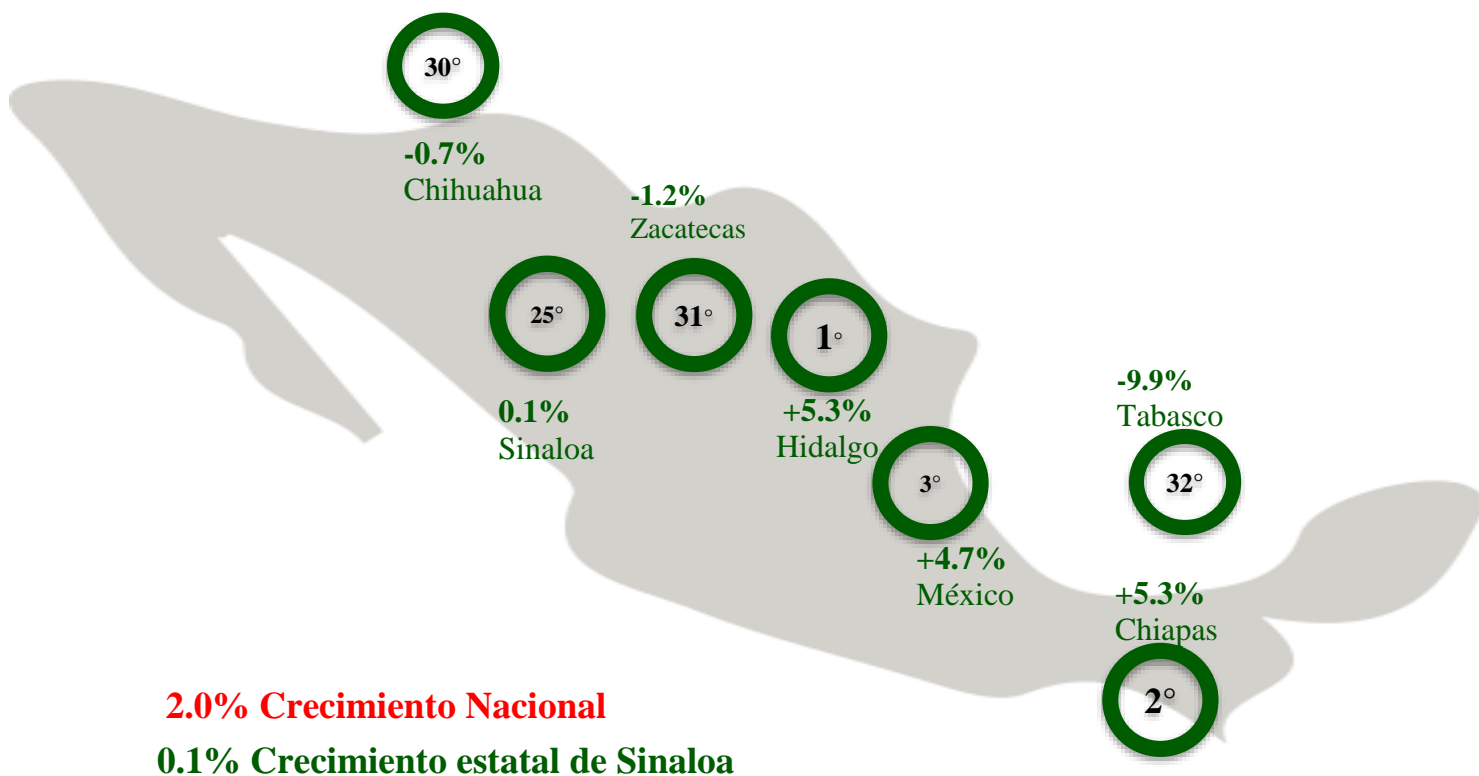 30°
-0.7%
Chihuahua
-1.2%
Zacatecas
25°
31°
1°
0.1%
Sinaloa
+5.3%
Hidalgo
-9.9%
Tabasco
3°
32°
+4.7%
México
+5.3%
Chiapas
2°
2.0% Crecimiento Nacional
0.1% Crecimiento estatal de Sinaloa